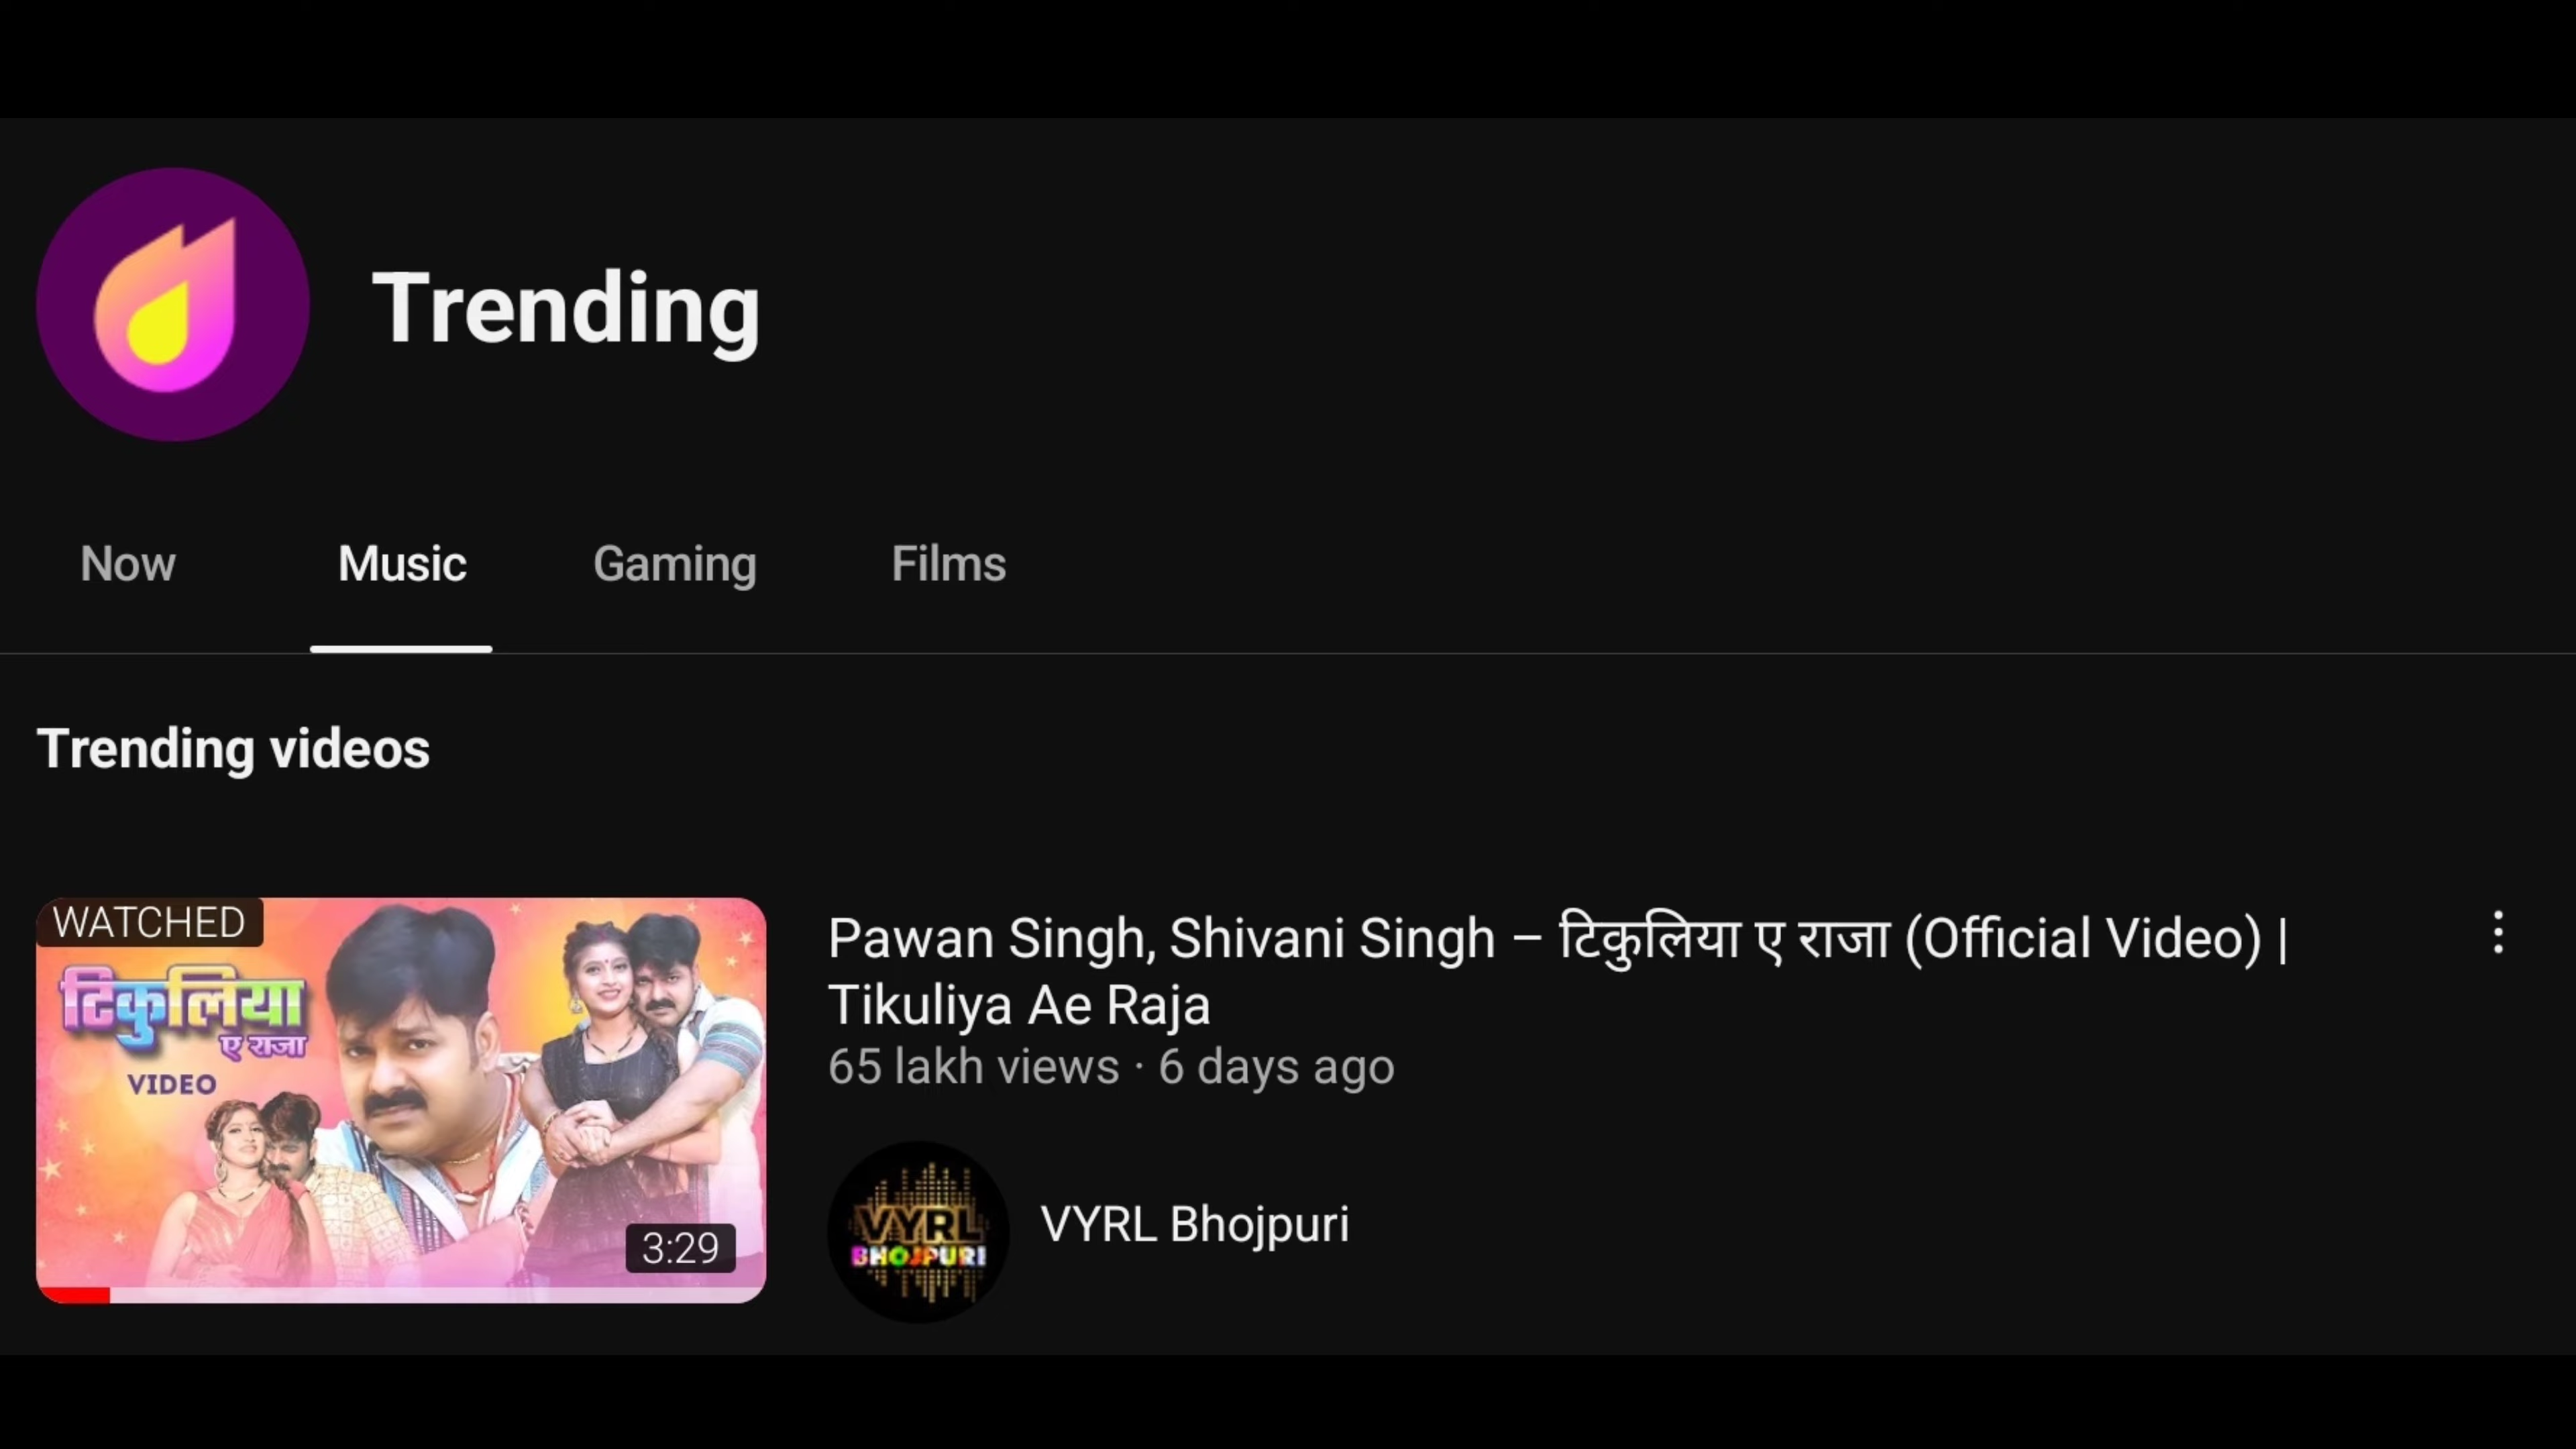 Trending
Now Music Gaming Films
Trending videos
WATCHED
टिकुलिया
ए राजा
VIDEO
3:29
Pawan Singh, Shivani Singh – टिकुलिया ए राजा (Official Video) |
Tikuliya Ae Raja
65 lakh views · 6 days ago
VYRL
BHOJPURI
VYRL Bhojpuri